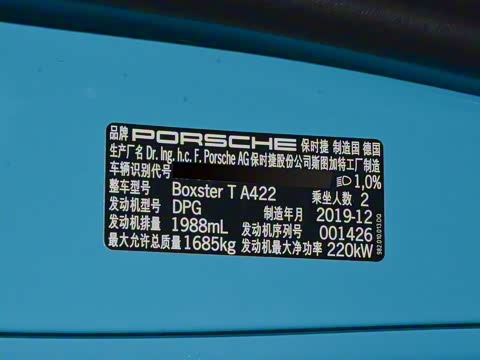 品牌 PORSCHE 保时捷 制造国 德国
生产厂名 Dr. Ing. h.c. F. Porsche AG 保时捷股份公司斯图加特工厂制造
车辆识别代号 1,0%
整车型号 Boxster T A422 乘坐人数 2
发动机型号 DPG 制造年月 2019-12
发动机排量 1988mL 发动机序列号 001426
最大允许总质量 1685kg 发动机最大净功率 220kW
982 010 013 DQ